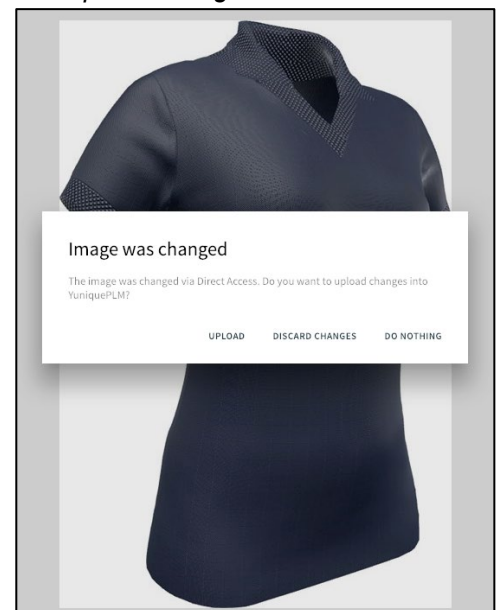 Image was changed
The image was changed via Direct Access. Do you want to upload changes into
YuniquePLM?
UPLOAD DISCARD CHANGES DO NOTHING